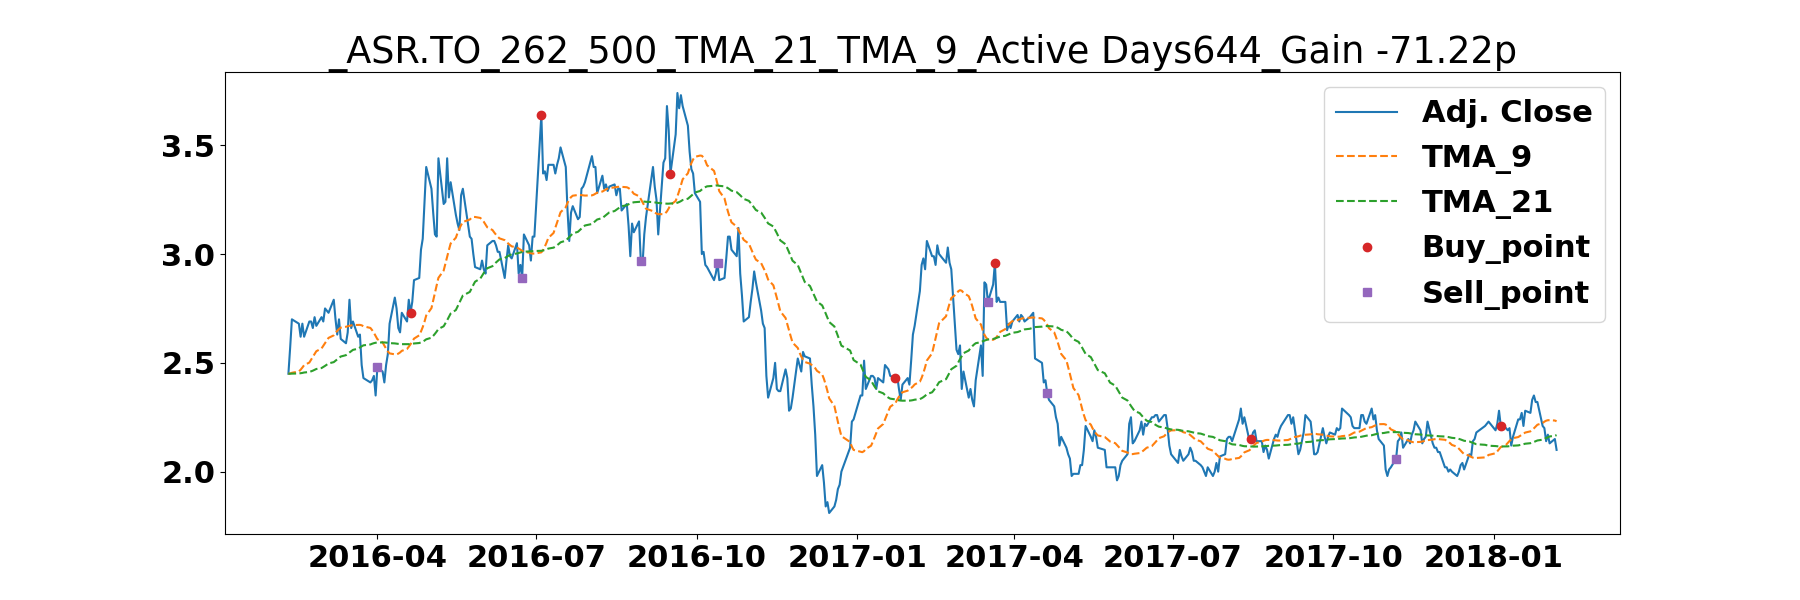 _ASR.TO_262_500_TMA_21_TMA_9_Active Days644_Gain -71.22p
Adj. Close
TMA_9
TMA_21
Buy_point
Sell_point
3.5
3.0
2.5
2.0
2016-04 2016-07 2016-10 2017-01 2017-04 2017-07 2017-10 2018-01